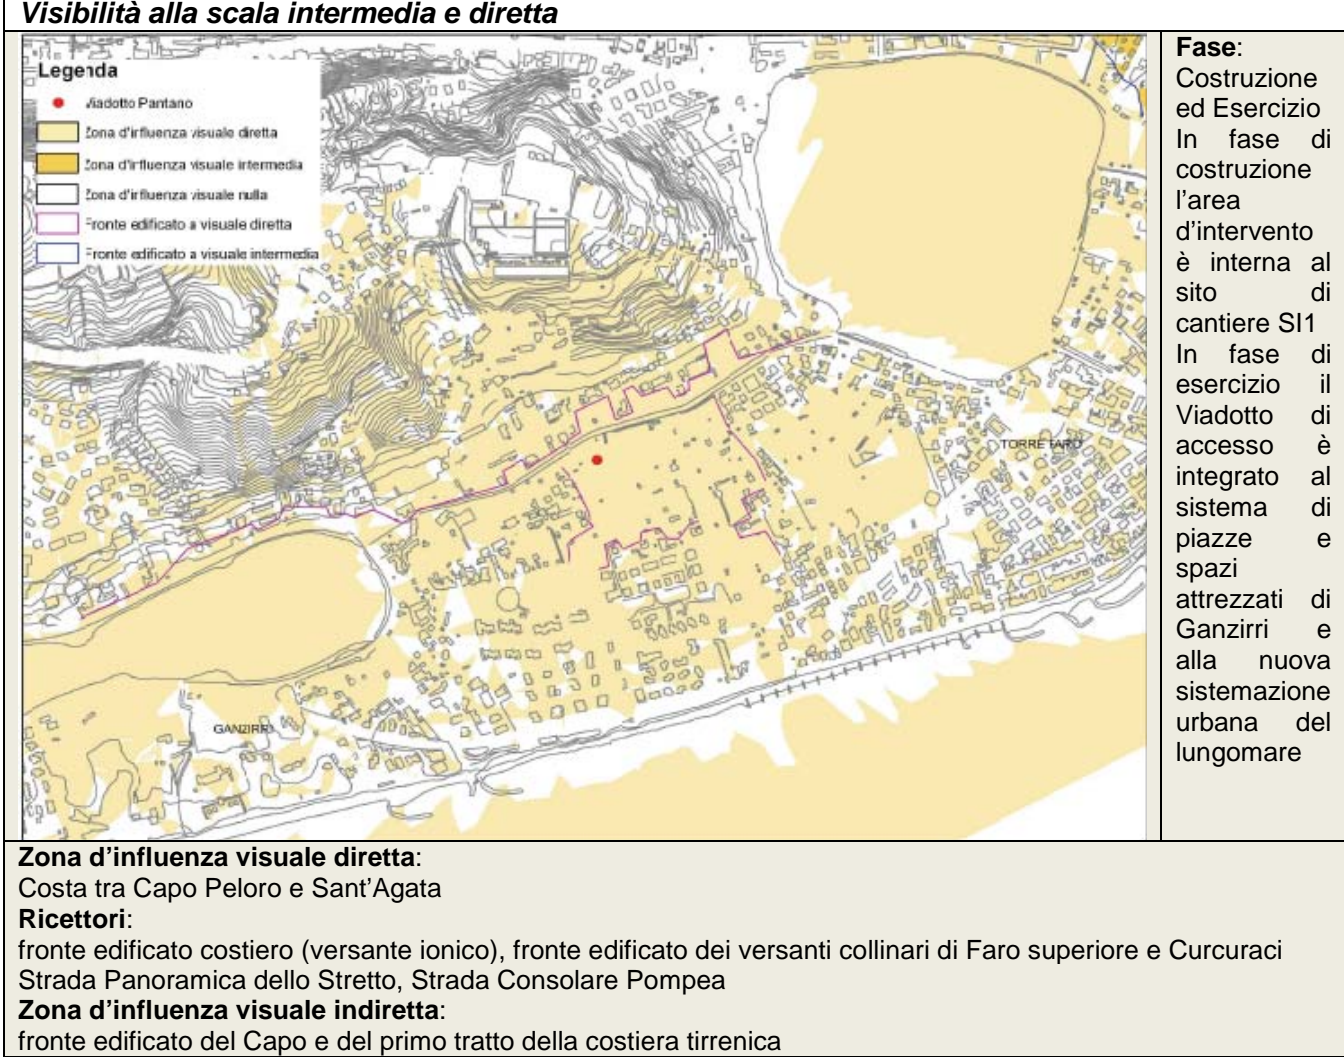 Visibilità alla scala intermedia e diretta
Legenda
Viadotto Pantano
Zona d'influenza visuale diretta
Zona d'influenza visuale intermedia
Zona d'influenza visuale nulla
Fronte edificato a visuale diretta
Fronte edificato a visuale intermedia
TORRE FARO
GANZIRRI
Fase:
Costruzione
ed Esercizio
In fase di
costruzione
l'area
d'intervento
è interna al
sito di
cantiere SI1
In fase di
esercizio il
Viadotto di
accesso è
integrato al
sistema di
piazze e
spazi
attrezzati di
Ganzirri e
alla nuova
sistemazione
urbana del
lungomare
Zona d'influenza visuale diretta:
Costa tra Capo Peloro e Sant'Agata
Ricettori:
fronte edificato costiero (versante ionico), fronte edificato dei versanti collinari di Faro superiore e Curcuraci
Strada Panoramica dello Stretto, Strada Consolare Pompea
Zona d'influenza visuale indiretta:
fronte edificato del Capo e del primo tratto della costiera tirrenica